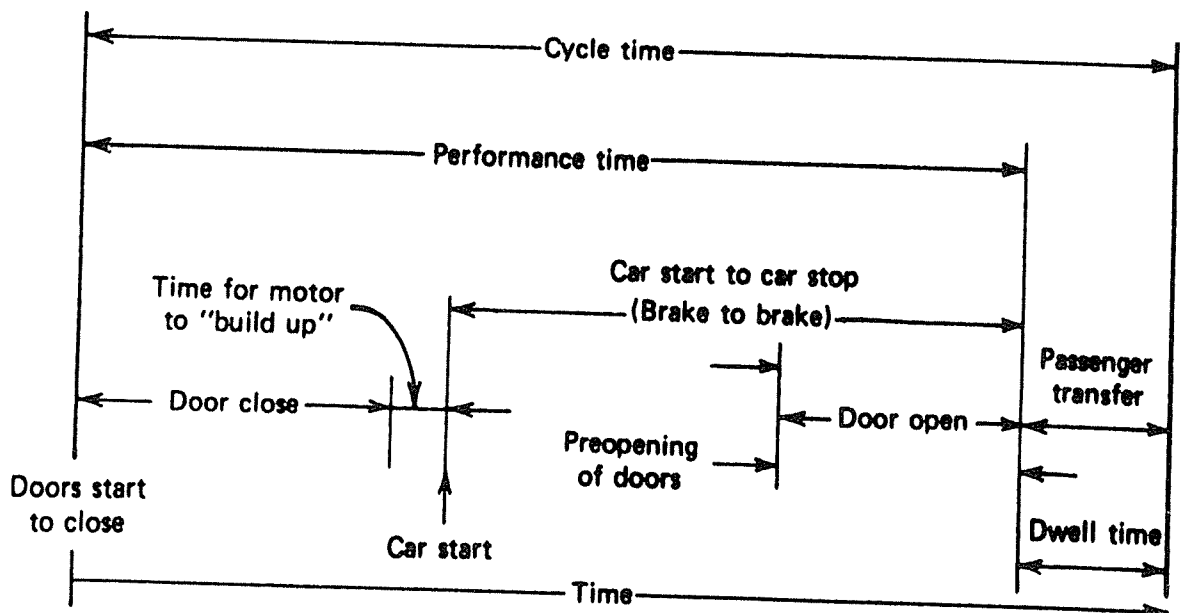 Cycle time
Performance time
Car start to car stop
(Brake to brake)
Time for motor
to "build up"
Passenger
transfer
Door close
Door open
Preopening
of doors
Doors start
to close
Car start
Dwell time
Time